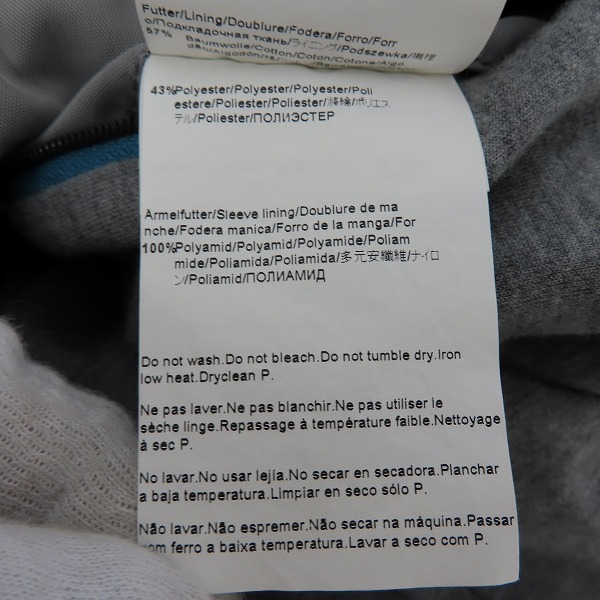 Futter/Lining/Doublure/Fodera/Forro/Forr
o/Подкладочная ткань/ライニング/Podszewka/
57% Baumwolle/Cotton/Coton/Cotone/Algo
43%Polyester/Polyester/Polyester/Poli
estere/Poliester/Poliester/滌綸/ポリエス
テル/Poliester/ПОЛИЭСТЕР
Ärmelfutter/Sleeve lining/Doublure de ma
nche/Fodera manica/Forro de la manga/For
100%Polyamid/Polyamid/Polyamide/Poliam
mide/Poliamida/Poliamida/多元安纖維/ナイロ
ン/Poliamid/ПОЛИАМИД
Do not wash.Do not bleach.Do not tumble dry.Iron
low heat.Dryclean P.
Ne pas laver.Ne pas blanchir.Ne pas utiliser le
sèche linge.Repassage à température faible.Nettoyage
à sec P.
No lavar.No usar lejía.No secar en secadora.Planchar
a baja temperatura.Limpiar en seco sólo P.
Não lavar.Não espremer.Não secar na máquina.Passar
com ferro a baixa temperatura.Lavar a seco com P.